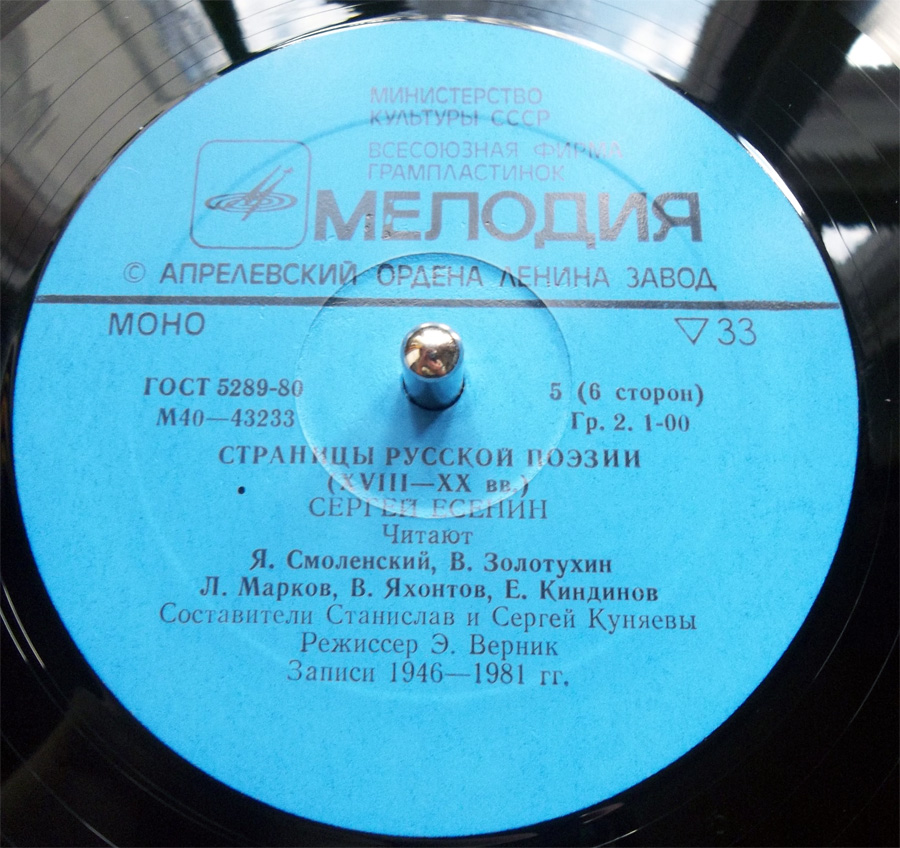 МИНИСТЕРСТВО
КУЛЬТУРЫ СССР
ВСЕСОЮЗНАЯ ФИРМА
ГРАМПЛАСТИНОК
МЕЛОДИЯ
© АПРЕЛЕВСКИЙ ОРДЕНА ЛЕНИНА ЗАВОД
МОНО ▽ 33
ГОСТ 5289-80 5 (6 сторон)
М40—43233 Гр. 2. 1-00
СТРАНИЦЫ РУССКОЙ ПОЭЗИИ
(XVIII—XX вв.)
СЕРГЕЙ ЕСЕНИН
Читают
Я. Смоленский, В. Золотухин
Л. Марков, В. Яхонтов, Е. Киндинов
Составители Станислав и Сергей Куняевы
Режиссер Э. Верник
Записи 1946—1981 гг.